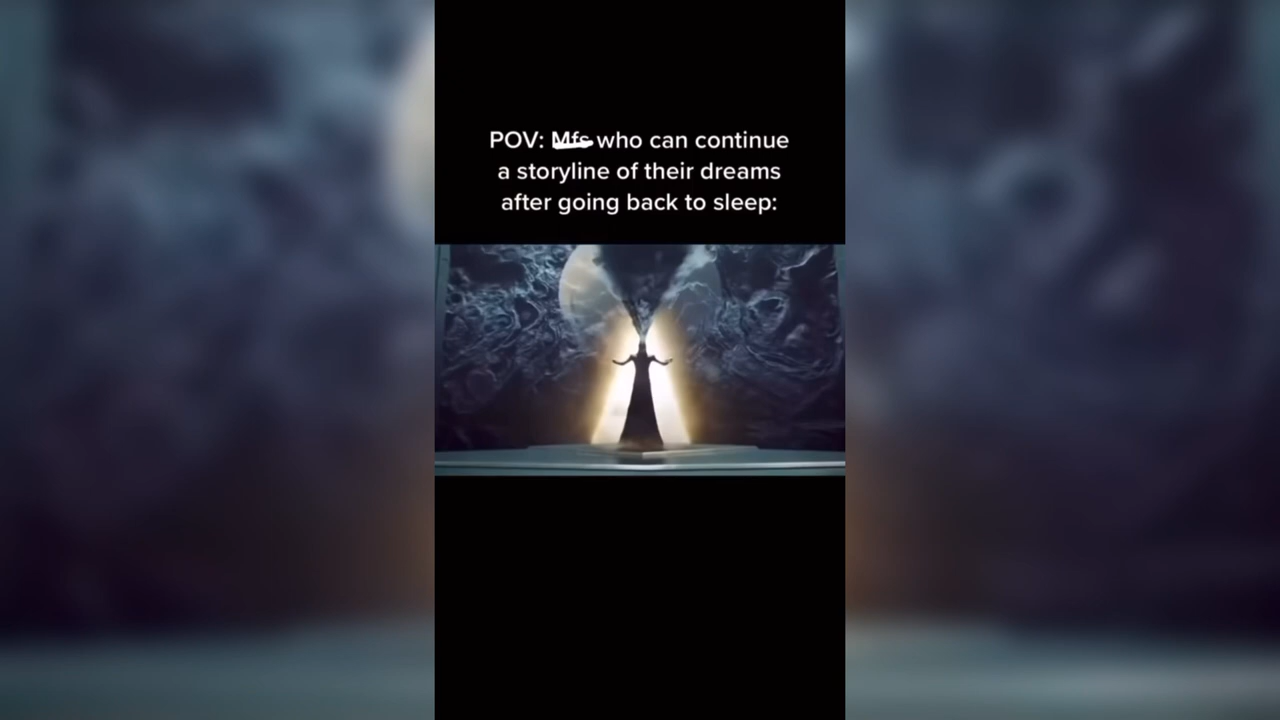 POV: Mfs who can continue
a storyline of their dreams
after going back to sleep: